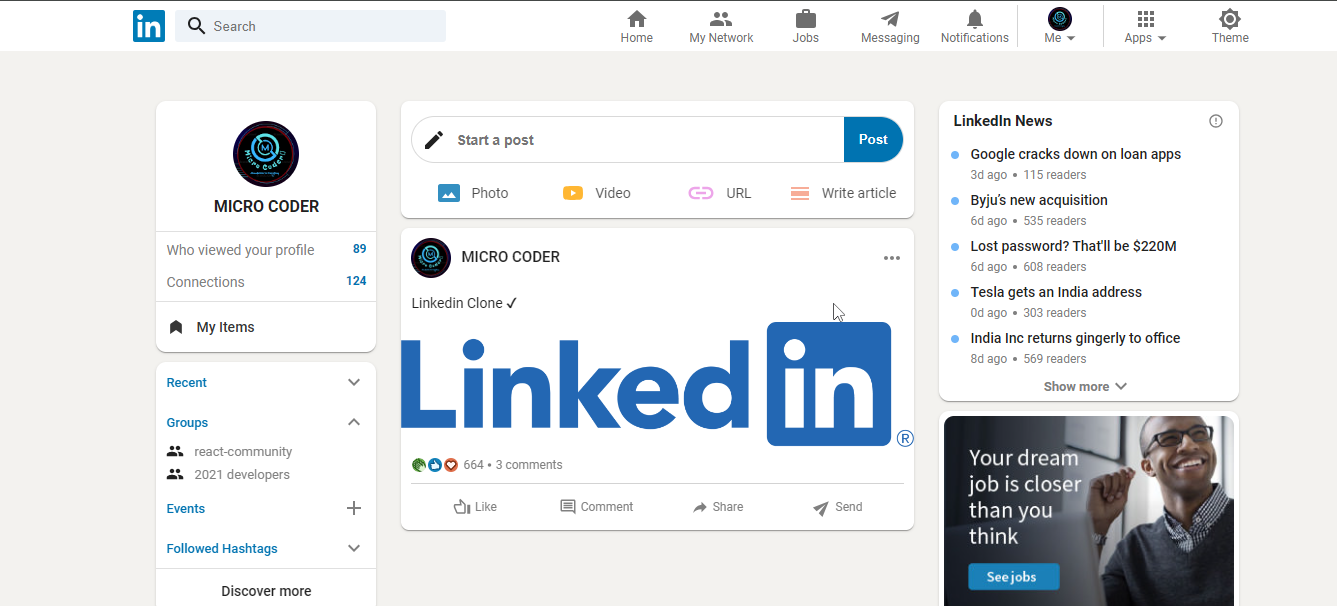 in
Search
Home
My Network
Jobs
Messaging
Notifications
Me
Apps
Theme
MICRO CODER
Who viewed your profile 89
Connections 124
My Items
Recent
Groups
react-community
2021 developers
Events
Followed Hashtags
Discover more
Start a post
Post
Photo
Video
URL
Write article
MICRO CODER
Linkedin Clone ✓
Linked in ®
664 • 3 comments
Like
Comment
Share
Send
LinkedIn News
Google cracks down on loan apps
3d ago • 115 readers
Byju's new acquisition
6d ago • 535 readers
Lost password? That'll be $220M
6d ago • 608 readers
Tesla gets an India address
0d ago • 303 readers
India Inc returns gingerly to office
8d ago • 569 readers
Show more
Your dream
job is closer
than you
think
See jobs